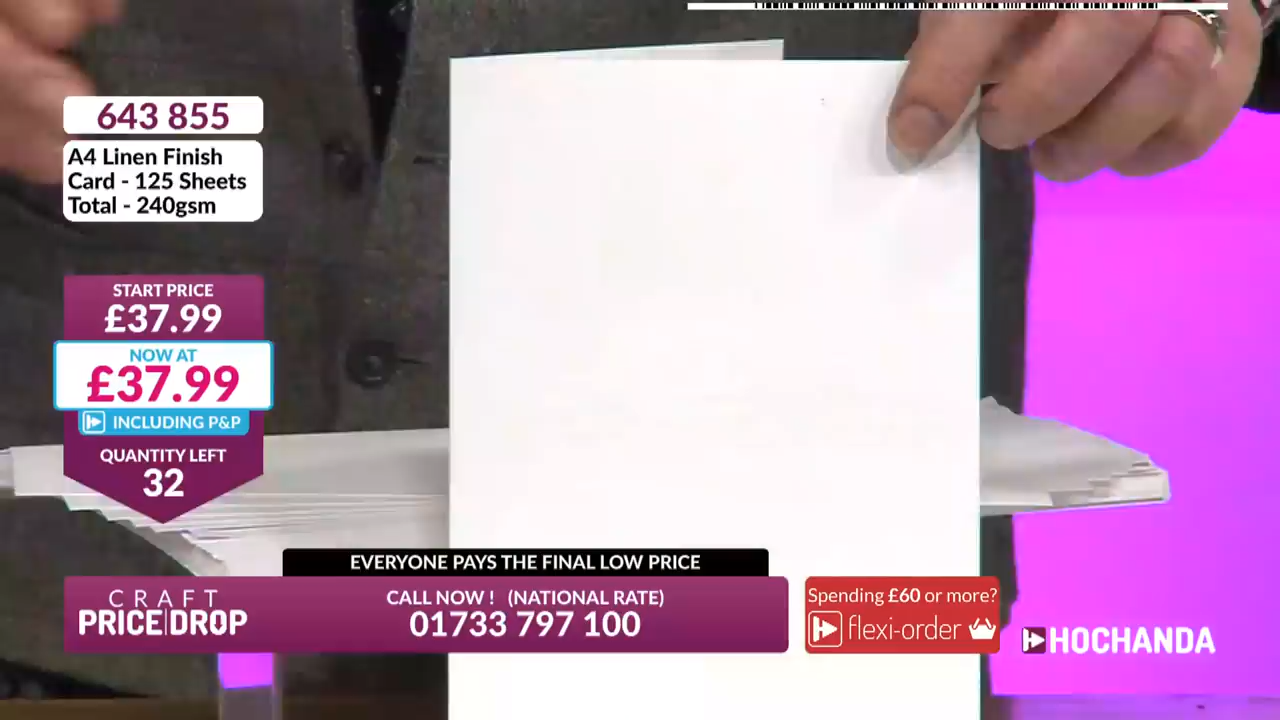 643 855
A4 Linen Finish
Card - 125 Sheets
Total - 240gsm
START PRICE
£37.99
NOW AT
£37.99
INCLUDING P&P
QUANTITY LEFT
32
EVERYONE PAYS THE FINAL LOW PRICE
CRAFT
PRICE DROP
CALL NOW ! (NATIONAL RATE)
01733 797 100
Spending £60 or more?
flexi-order
HOCHANDA